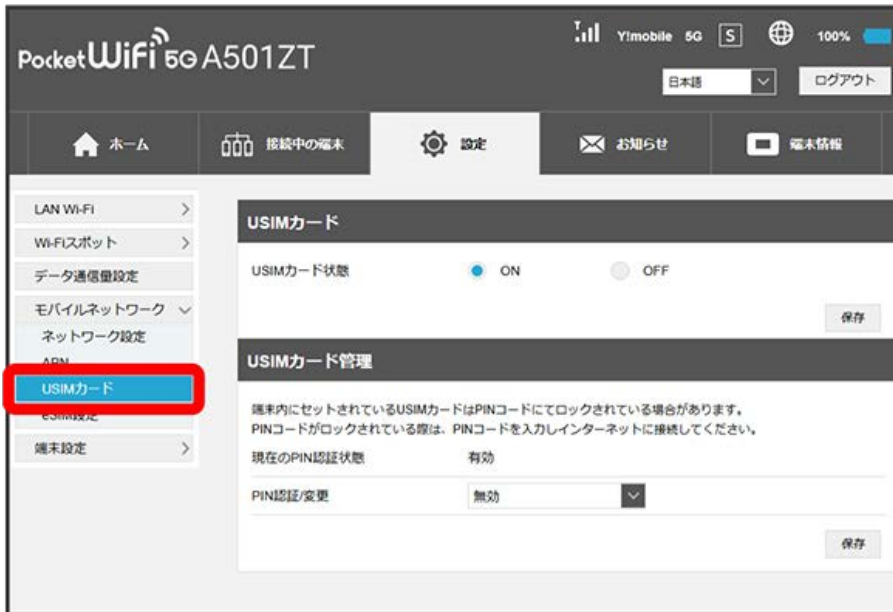 Pocket WiFi 5G A501ZT
Y!mobile 5G S 100%
日本語 ログアウト
ホーム 接続中の端末 設定 お知らせ 端末情報
LAN Wi-Fi
Wi-Fiスポット
データ通信量設定
モバイルネットワーク
ネットワーク設定
APN
USIMカード
eSIM設定
端末設定
USIMカード
USIMカード状態 ON OFF
保存
USIMカード管理
端末内にセットされているUSIMカードはPINコードにてロックされている場合があります。
PINコードがロックされている際は、PINコードを入力しインターネットに接続してください。
現在のPIN認証状態 有効
PIN認証/変更 無効
保存